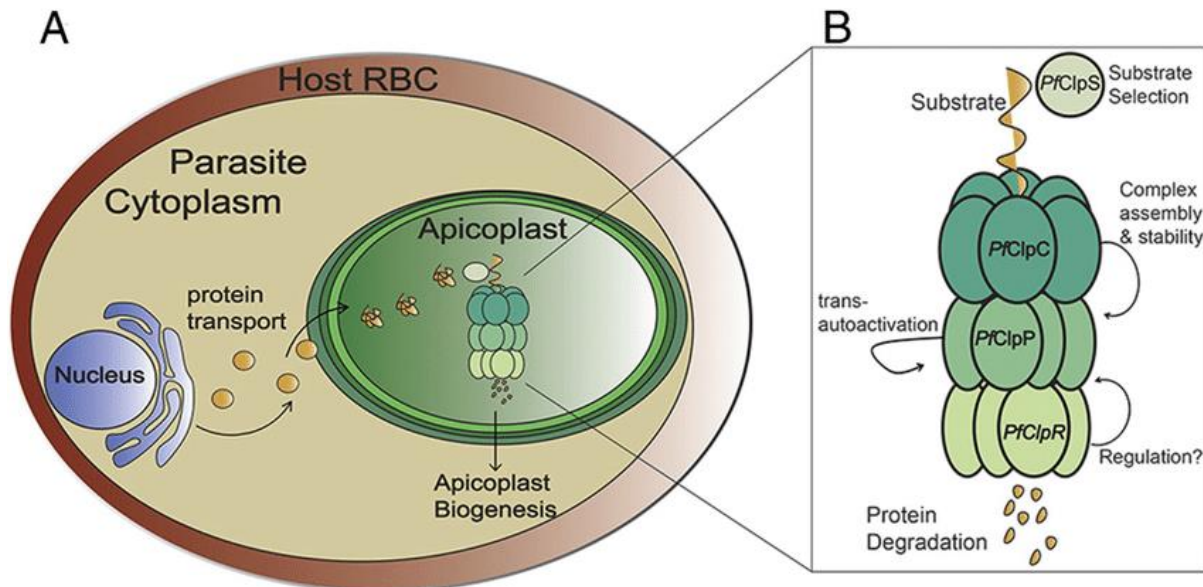 A
Host RBC
Parasite
Cytoplasm
Apicoplast
protein
transport
Nucleus
Apicoplast
Biogenesis
B
Substrate
PfClpS
Substrate
Selection
PfClpC
Complex
assembly
& stability
trans-
autoactivation
PfClpP
PfClpR
Regulation?
Protein
Degradation